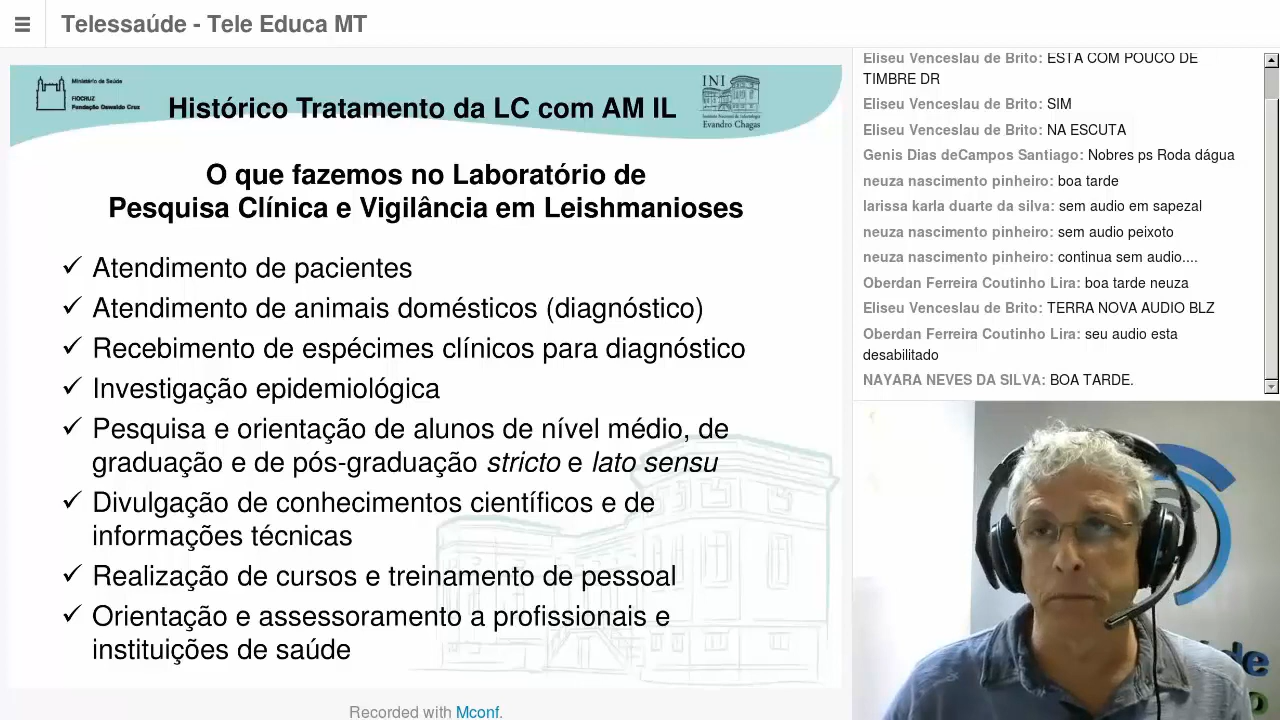 Telessaúde - Tele Educa MT
Ministério da Saúde
FIOCRUZ
Fundação Oswaldo Cruz
Histórico Tratamento da LC com AM IL
INI
Evandro Chagas
O que fazemos no Laboratório de
Pesquisa Clínica e Vigilância em Leishmanioses
✓ Atendimento de pacientes
✓ Atendimento de animais domésticos (diagnóstico)
✓ Recebimento de espécimes clínicos para diagnóstico
✓ Investigação epidemiológica
✓ Pesquisa e orientação de alunos de nível médio, de
graduação e de pós-graduação stricto e lato sensu
✓ Divulgação de conhecimentos científicos e de
informações técnicas
✓ Realização de cursos e treinamento de pessoal
✓ Orientação e assessoramento a profissionais e
instituições de saúde
Recorded with Mconf.
Eliseu Venceslau de Brito: ESTA COM POUCO DE
TIMBRE DR
Eliseu Venceslau de Brito: SIM
Eliseu Venceslau de Brito: NA ESCUTA
Genis Dias deCampos Santiago: Nobres ps Roda dágua
neuza nascimento pinheiro: boa tarde
larissa karla duarte da silva: sem audio em sapezal
neuza nascimento pinheiro: sem audio peixoto
neuza nascimento pinheiro: continua sem audio....
Oberdan Ferreira Coutinho Lira: boa tarde neuza
Eliseu Venceslau de Brito: TERRA NOVA AUDIO BLZ
Oberdan Ferreira Coutinho Lira: seu audio esta
desabilitado
NAYARA NEVES DA SILVA: BOA TARDE.